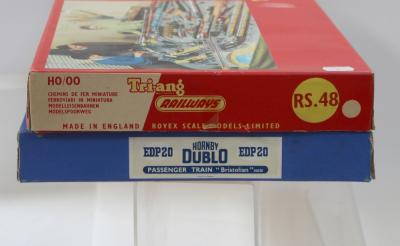 HO/OO
CHEMINS DE FER MINIATURE
FERROVIARI IN MINIATURA
MODELLEISENBAHNEN
MODELSPOORWEG
Tri-ang
RAILWAYS
RS.48
MADE IN ENGLAND ROVEX SCALE MODELS LIMITED
EDP20 HORNBY DUBLO EDP20
PASSENGER TRAIN "Bristolian"